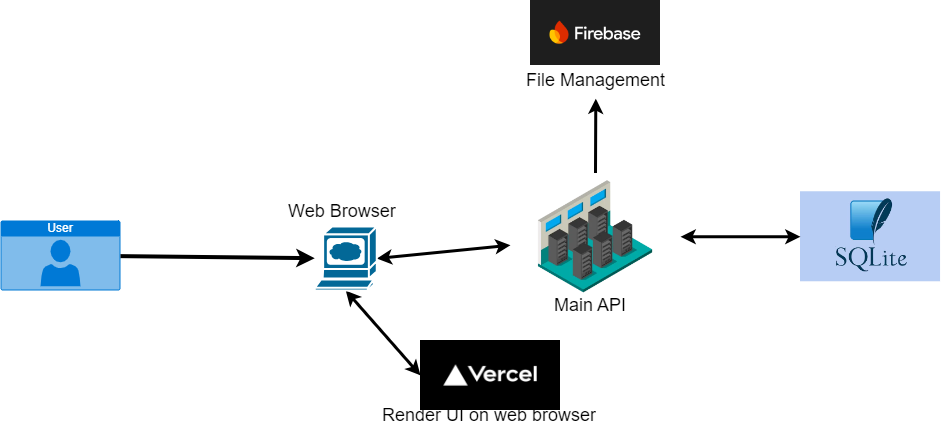 Firebase
File Management
User
Web Browser
SQLite
Main API
Vercel
Render UI on web browser